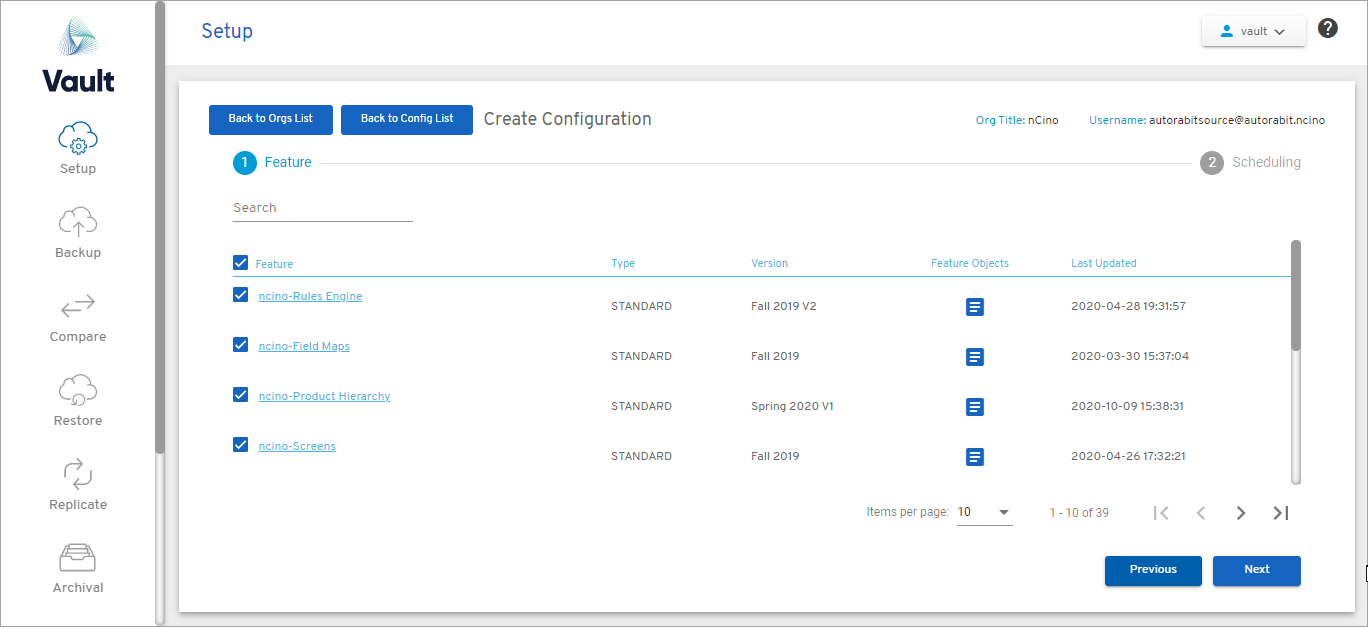 Vault
Setup
Backup
Compare
Restore
Replicate
Archival
Setup
vault
?
Back to Orgs List
Back to Config List
Create Configuration
Org Title: nCino
Username: autorabitsource@autorabit.ncino
1 Feature
2 Scheduling
Search
Feature Type Version Feature Objects Last Updated
ncino-Rules Engine STANDARD Fall 2019 V2 2020-04-28 19:31:57
ncino-Field Maps STANDARD Fall 2019 2020-03-30 15:37:04
ncino-Product Hierarchy STANDARD Spring 2020 V1 2020-10-09 15:38:31
ncino-Screens STANDARD Fall 2019 2020-04-26 17:32:21
Items per page: 10 1 - 10 of 39
Previous
Next